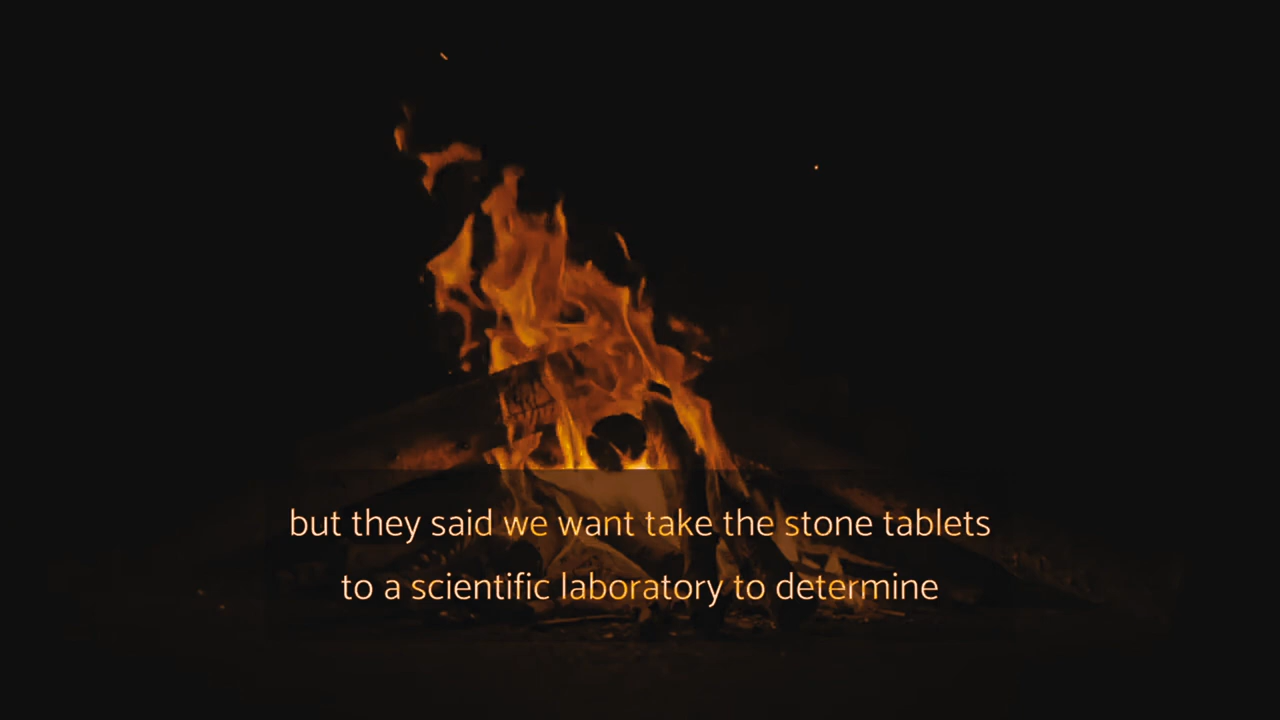 but they said we want take the stone tablets
to a scientific laboratory to determine